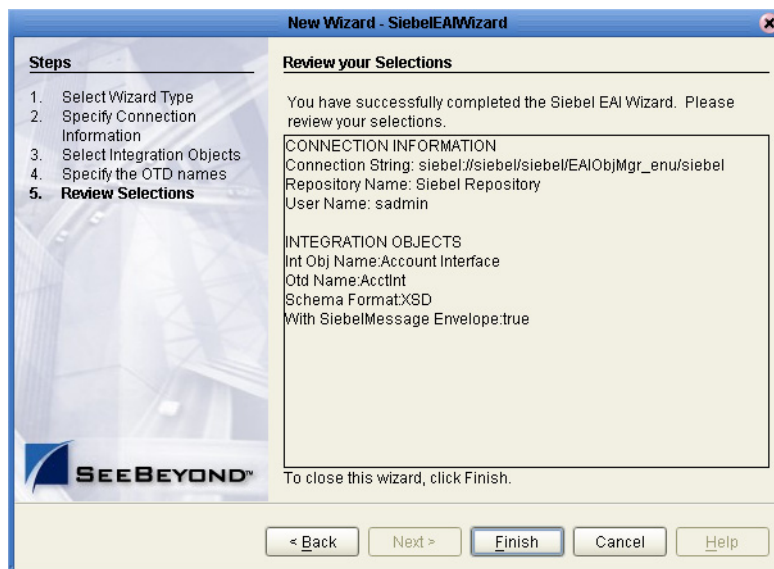 New Wizard - SiebelEAIWizard
Steps
1. Select Wizard Type
2. Specify Connection
Information
3. Select Integration Objects
4. Specify the OTD names
5. Review Selections
Review your Selections
You have successfully completed the Siebel EAI Wizard. Please
review your selections.
CONNECTION INFORMATION
Connection String: siebel://siebel/siebel/EAIObjMgr_enu/siebel
Repository Name: Siebel Repository
User Name: sadmin
INTEGRATION OBJECTS
Int Obj Name:Account Interface
Otd Name:AcctInt
Schema Format:XSD
With SiebelMessage Envelope:true
SEEBEYOND™
To close this wizard, click Finish.
< Back
Next >
Finish
Cancel
Help